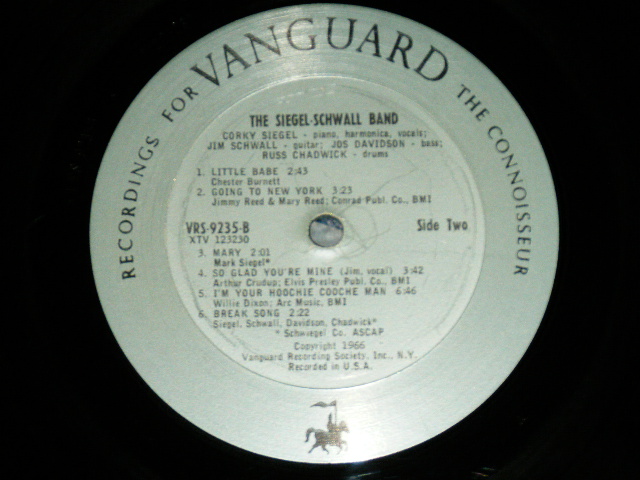 RECORDINGS FOR VANGUARD THE CONNOISSEUR
THE SIEGEL-SCHWALL BAND
CORKY SIEGEL - piano, harmonica, vocals;
JIM SCHWALL - guitar; JOS DAVIDSON - bass;
RUSS CHADWICK - drums
1. LITTLE BABE 2:43
Chester Burnett
2. GOING TO NEW YORK 3:23
Jimmy Reed & Mary Reed; Conrad Publ. Co., BMI
VRS-9235-B
Side Two
XTV 123230
3. MARY 2:01
Mark Siegel*
4. SO GLAD YOU'RE MINE (Jim, vocal) 3:42
Arthur Crudup; Elvis Presley Publ. Co., BMI
5. I'M YOUR HOOCHIE COOCHE MAN 6:46
Willie Dixon; Arc Music, BMI
6. BREAK SONG 2:22
Siegel, Schwall, Davidson, Chadwick*
* Schwiegel Co. ASCAP
Copyright 1966
Vanguard Recording Society, Inc., N.Y.
Recorded in U.S.A.